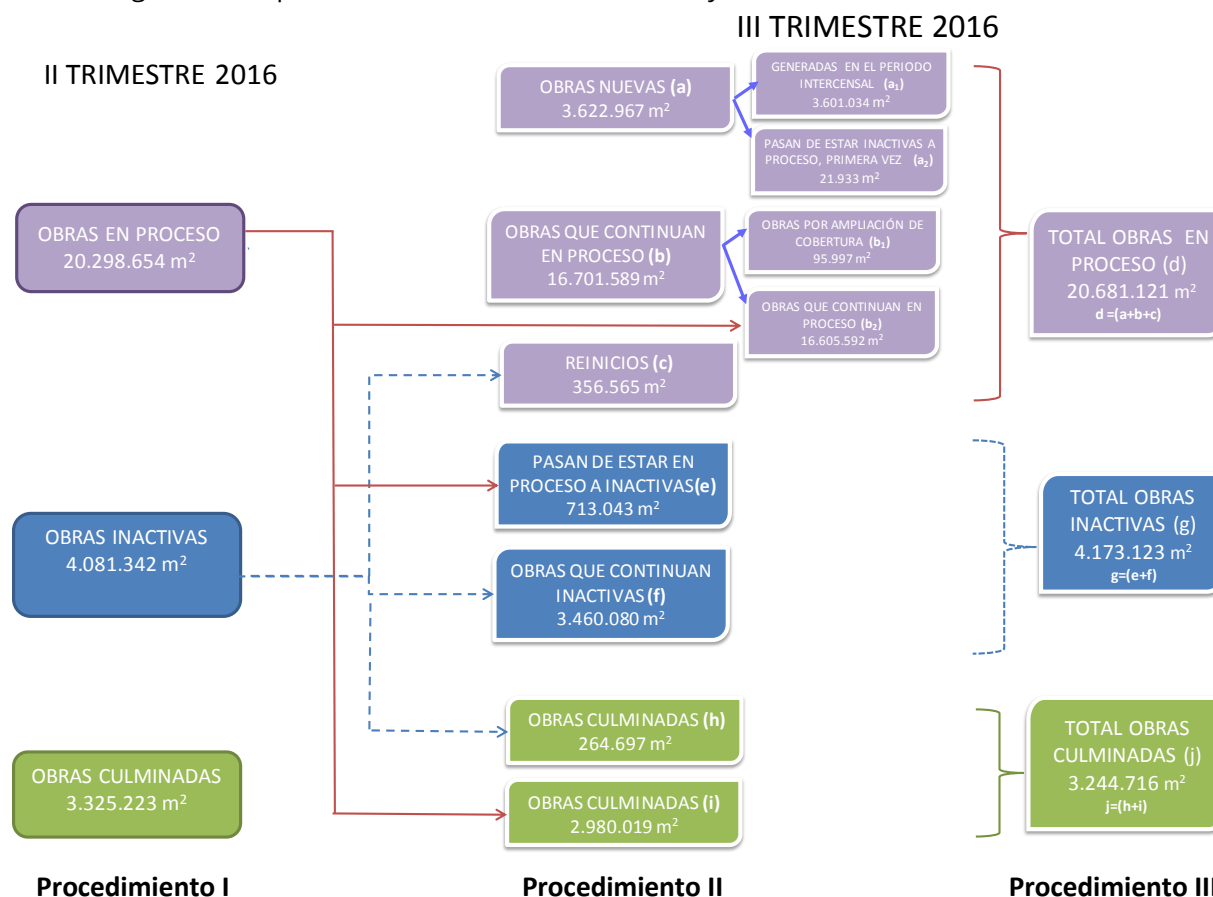 III TRIMESTRE 2016
II TRIMESTRE 2016
OBRAS NUEVAS (a)
3.622.967 m²
GENERADAS EN EL PERIODO
INTERCENSAL (a₁)
3.601.034 m²
PASAN DE ESTAR INACTIVAS A
PROCESO, PRIMERA VEZ (a₂)
21.933 m²
OBRAS EN PROCESO
20.298.654 m²
OBRAS QUE CONTINUAN
EN PROCESO (b)
16.701.589 m²
OBRAS POR AMPLIACIÓN DE
COBERTURA (b₁)
95.997 m²
OBRAS QUE CONTINUAN EN
PROCESO (b₂)
16.605.592 m²
TOTAL OBRAS EN
PROCESO (d)
20.681.121 m²
d =(a+b+c)
REINICIOS (c)
356.565 m²
PASAN DE ESTAR EN
PROCESO A INACTIVAS(e)
713.043 m²
OBRAS INACTIVAS
4.081.342 m²
OBRAS QUE CONTINUAN
INACTIVAS (f)
3.460.080 m²
TOTAL OBRAS
INACTIVAS (g)
4.173.123 m²
g=(e+f)
OBRAS CULMINADAS (h)
264.697 m²
OBRAS CULMINADAS
3.325.223 m²
OBRAS CULMINADAS (i)
2.980.019 m²
TOTAL OBRAS
CULMINADAS (j)
3.244.716 m²
j=(h+i)
Procedimiento I
Procedimiento II
Procedimiento III